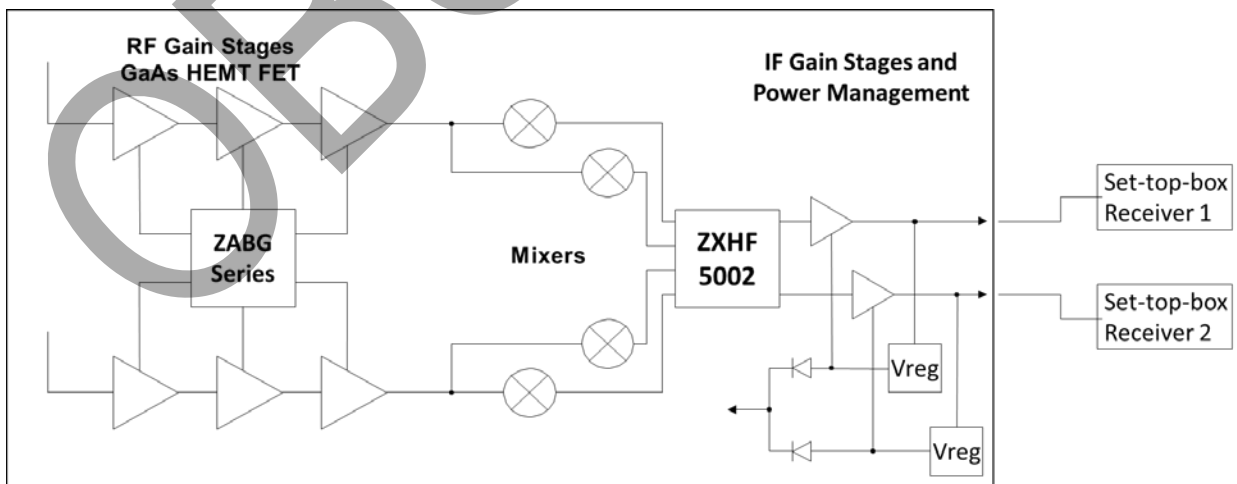 RF Gain Stages
GaAs HEMT FET
IF Gain Stages and
Power Management
Set-top-box
Receiver 1
ZABG
Series
Mixers
ZXHF
5002
Set-top-box
Receiver 2
Vreg
Vreg